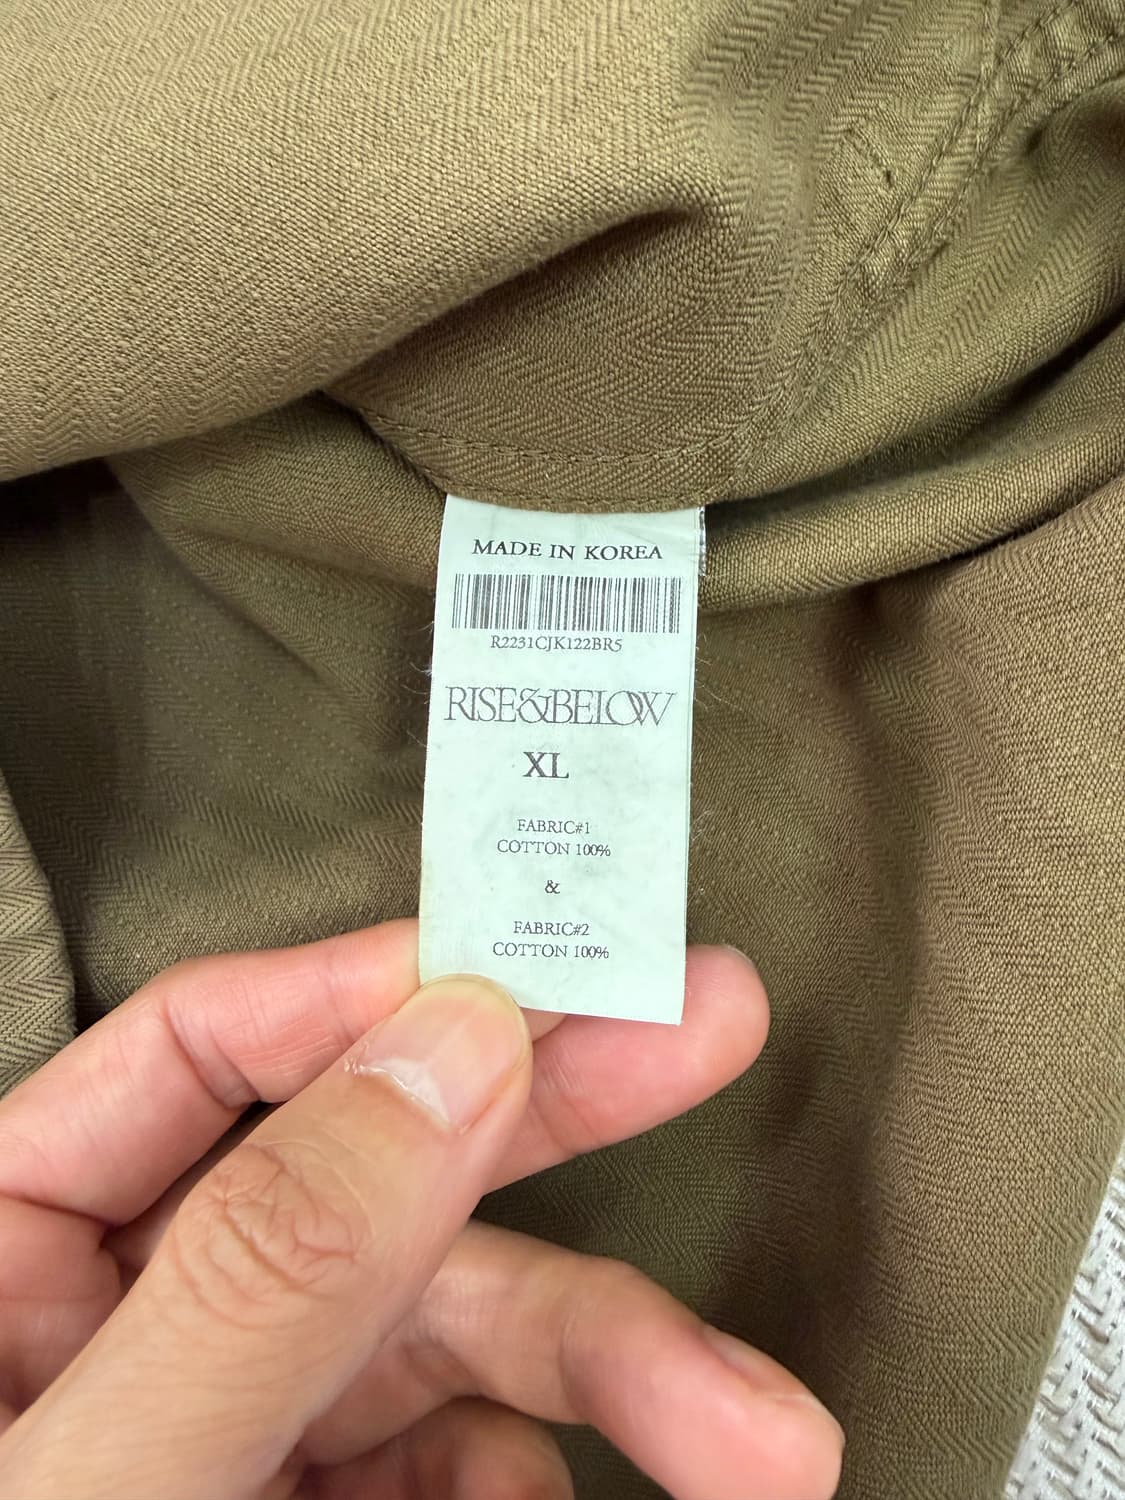 MADE IN KOREA
R2231CJK122BR5
RISE&BELOW
XL
FABRIC#1
COTTON 100%
&
FABRIC#2
COTTON 100%